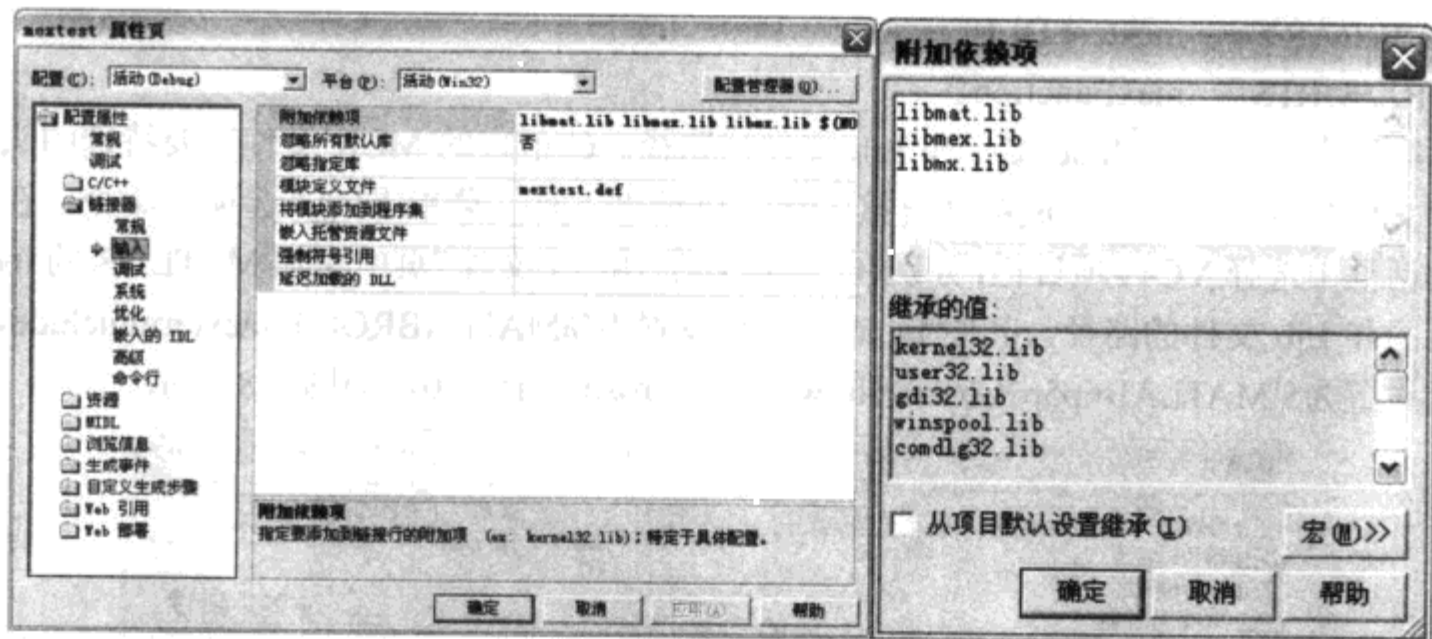 mextest 属性页
配置(C): 活动(Debug) 平台(P): 活动(Win32) 配置管理器(O)...
配置属性
常规
调试
C/C++
链接器
常规
输入
调试
系统
优化
嵌入的 IDL
高级
命令行
资源
MIDL
浏览信息
生成事件
自定义生成步骤
Web 引用
Web 部署
附加依赖项 libmat.lib libmex.lib libmx.lib $(NO
忽略所有默认库 否
忽略指定库
模块定义文件 mextest.def
将模块添加到程序集
嵌入托管资源文件
强制符号引用
延迟加载的 DLL
附加依赖项
指定要添加到链接行的附加项 (ex: kernel32.lib);特定于具体配置。
确定 取消 应用(A) 帮助
附加依赖项
libmat.lib
libmex.lib
libmx.lib
继承的值:
kernel32.lib
user32.lib
gdi32.lib
winspool.lib
comdlg32.lib
从项目默认设置继承(I)
宏(M)>>
确定 取消 帮助